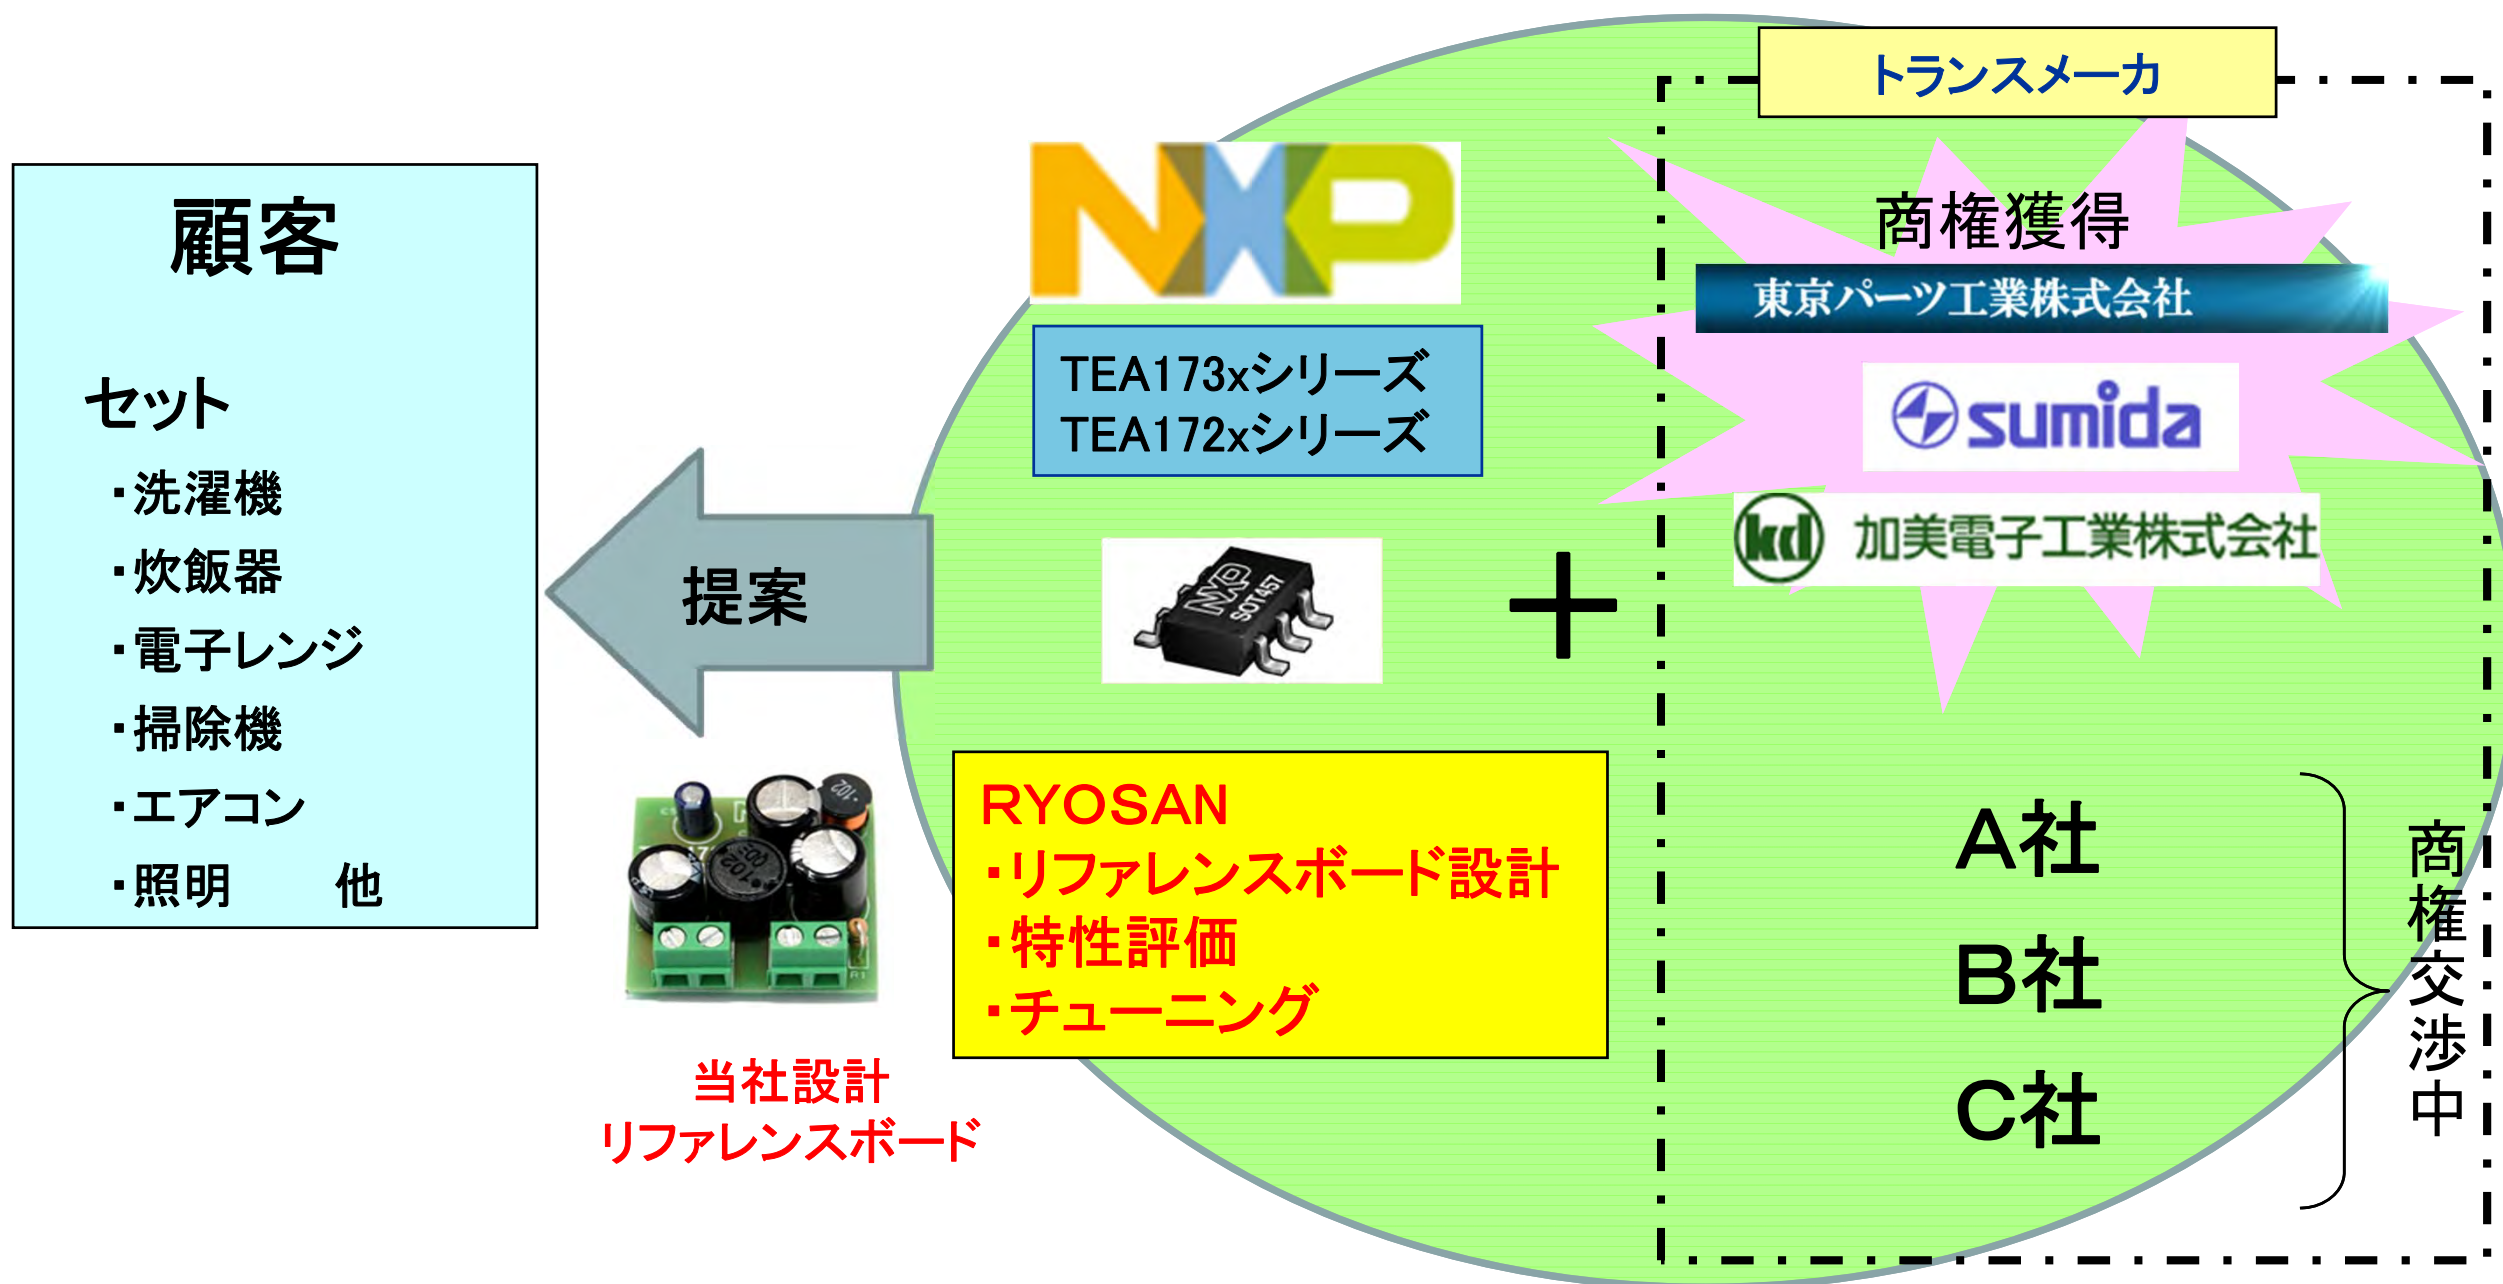 顧客
セット
・洗濯機
・炊飯器
・電子レンジ
・掃除機
・エアコン
・照明　　他
提案
当社設計
リファレンスボード
NXP
TEA173xシリーズ
TEA172xシリーズ
NXP
SOT457
＋
RYOSAN
・リファレンスボード設計
・特性評価
・チューニング
トランスメーカ
商権獲得
東京パーツ工業株式会社
sumida
加美電子工業株式会社
A社
B社
C社
商権交渉中